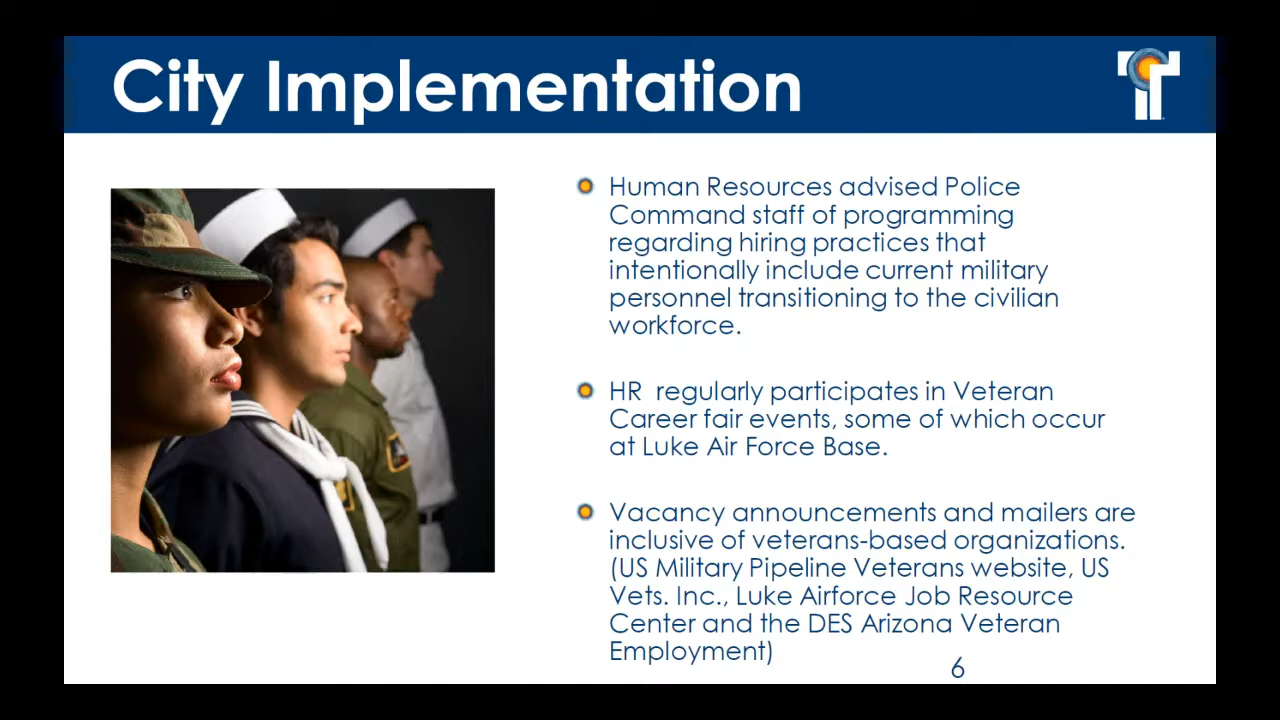 City Implementation
Human Resources advised Police
Command staff of programming
regarding hiring practices that
intentionally include current military
personnel transitioning to the civilian
workforce.
HR  regularly participates in Veteran
Career fair events, some of which occur
at Luke Air Force Base.
Vacancy announcements and mailers are
inclusive of veterans-based organizations.
(US Military Pipeline Veterans website, US
Vets. Inc., Luke Airforce Job Resource
Center and the DES Arizona Veteran
Employment)
6